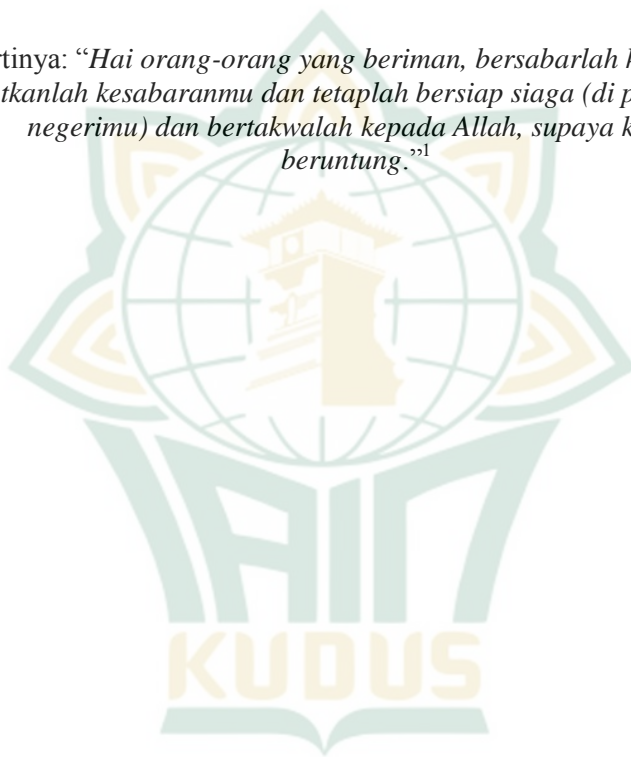 rtinya: “Hai orang-orang yang beriman, bersabarlah k
tkanlah kesabaranmu dan tetaplah bersiap siaga (di p
negerimu) dan bertakwalah kepada Allah, supaya k
beruntung.”1
IAIN
KUDUS